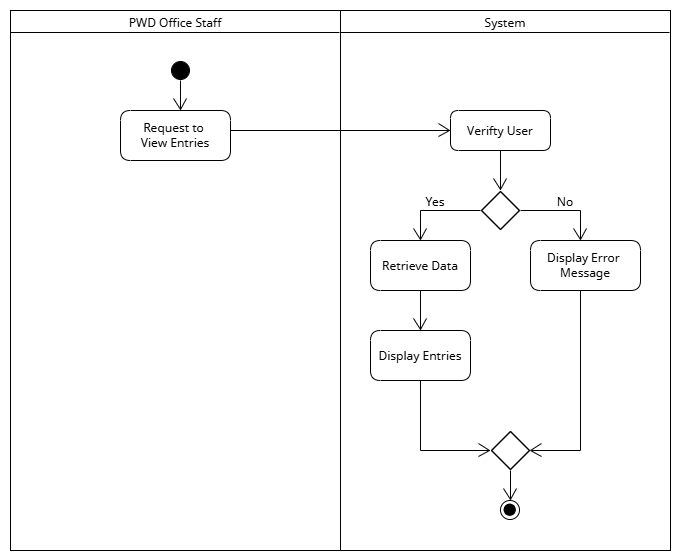 PWD Office Staff
System
Request to
View Entries
Verifty User
Yes
No
Retrieve Data
Display Error
Message
Display Entries